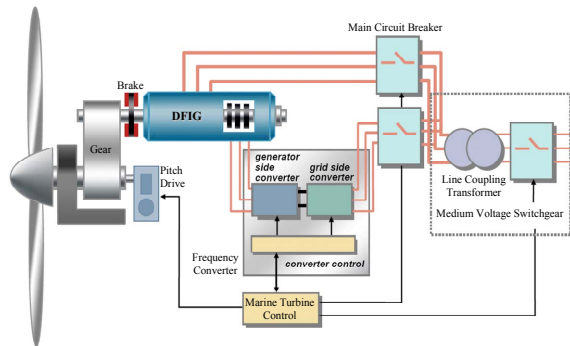 Main Circuit Breaker
Brake
DFIG
Gear
generator
side
converter
grid side
converter
Pitch
Drive
Line Coupling
Transformer
Medium Voltage Switchgear
Frequency
Converter
converter control
Marine Turbine
Control